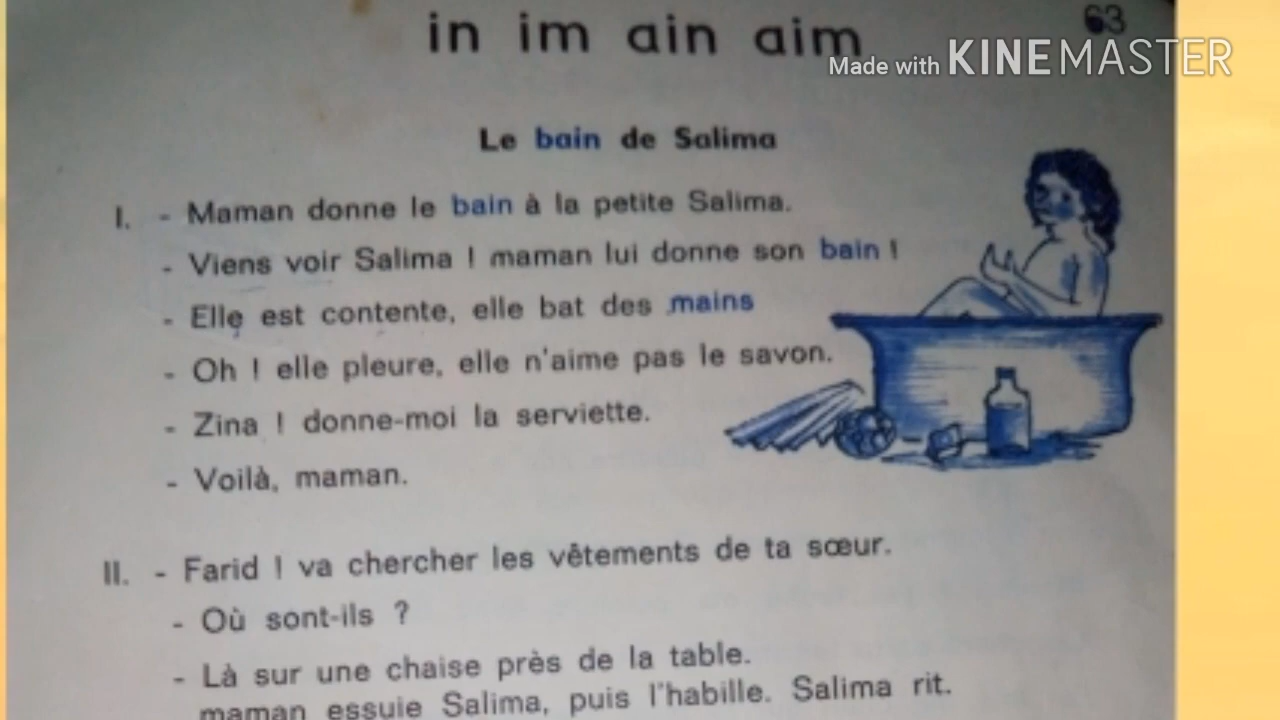 63
in im ain aim
Made with KINEMASTER
Le bain de Salima
I. - Maman donne le bain à la petite Salima.
- Viens voir Salima ! maman lui donne son bain !
- Elle est contente, elle bat des mains
- Oh ! elle pleure, elle n'aime pas le savon.
- Zina ! donne-moi la serviette.
- Voilà, maman.
II. - Farid ! va chercher les vêtements de ta sœur.
- Où sont-ils ?
- Là sur une chaise près de la table.
maman essuie Salima, puis l'habille. Salima rit.